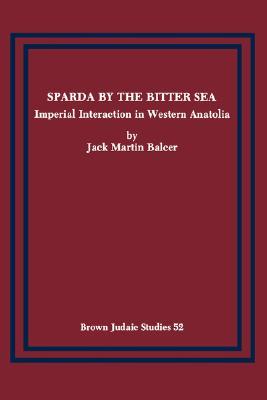 SPARDA BY THE BITTER SEA
Imperial Interaction in Western Anatolia
by
Jack Martin Balcer
Brown Judaic Studies 52